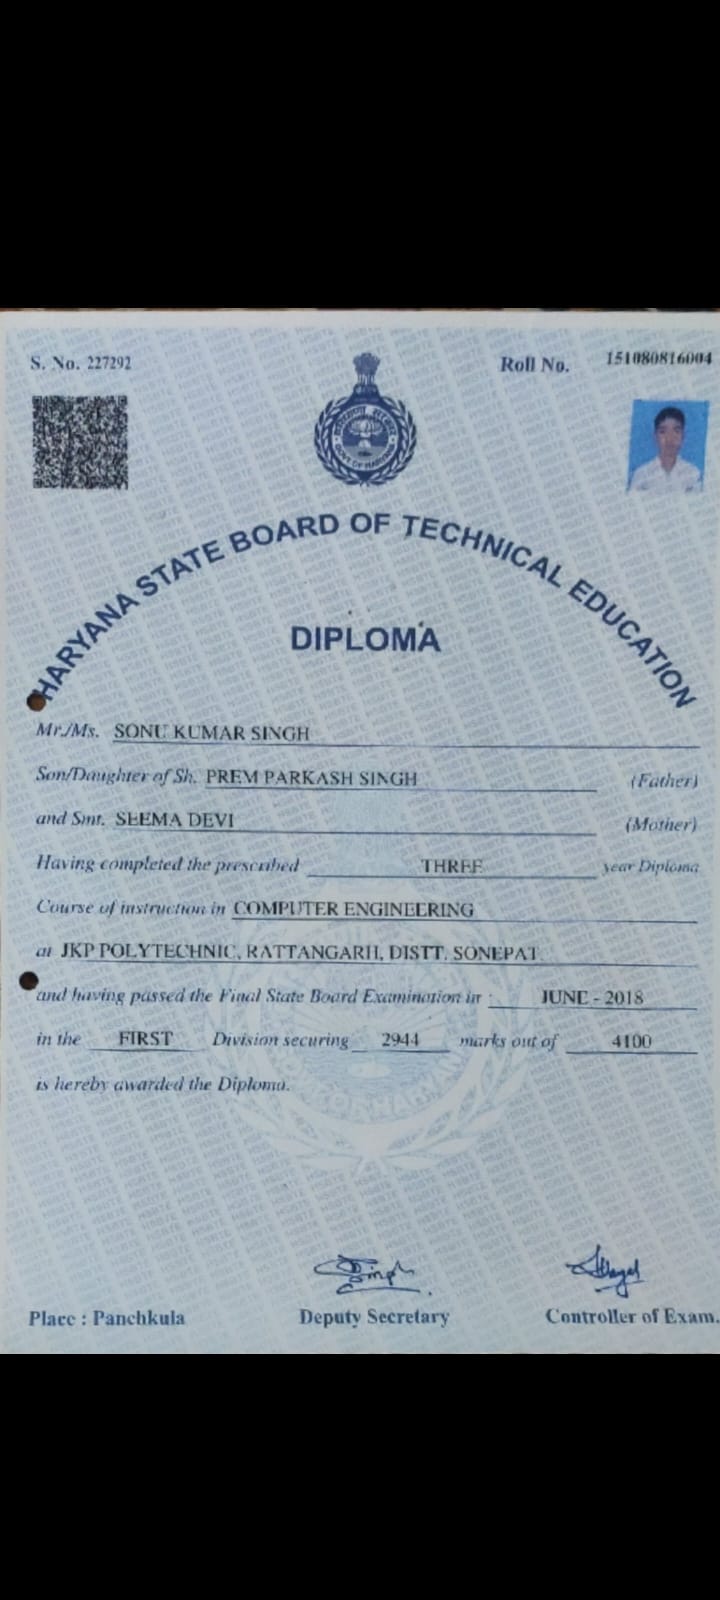 S. No. 227292
Roll No. 151080816004
GOVT. OF HARYANA
HARYANA STATE BOARD OF TECHNICAL EDUCATION
DIPLOMA
Mr./Ms. SONU KUMAR SINGH
Son/Daughter of Sh. PREM PARKASH SINGH (Father)
and Smt. SEEMA DEVI (Mother)
Having completed the prescribed THREE year Diploma
Course of instruction in COMPUTER ENGINEERING
at JKP POLYTECHNIC, RATTANGARH, DISTT. SONEPAT
and having passed the Final State Board Examination in : JUNE - 2018
in the FIRST Division securing 2944 marks out of 4100
is hereby awarded the Diploma.
Place : Panchkula
Deputy Secretary
Controller of Exam.